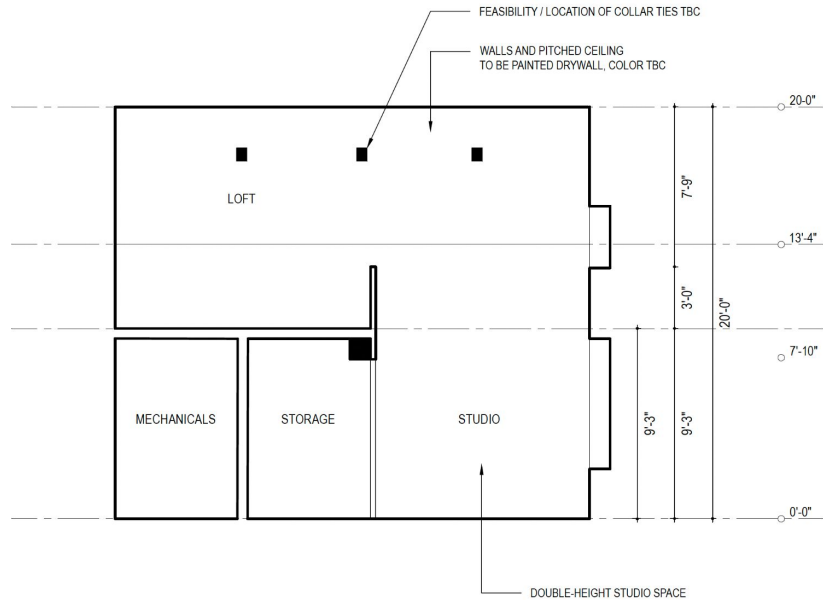 FEASIBILITY / LOCATION OF COLLAR TIES TBC
WALLS AND PITCHED CEILING
TO BE PAINTED DRYWALL, COLOR TBC
20-0"
7'-9"
LOFT
13'-4"
3'-0"
20'-0"
7'-10"
MECHANICALS
STORAGE
STUDIO
9'-3"
9'-3"
0'-0"
DOUBLE-HEIGHT STUDIO SPACE